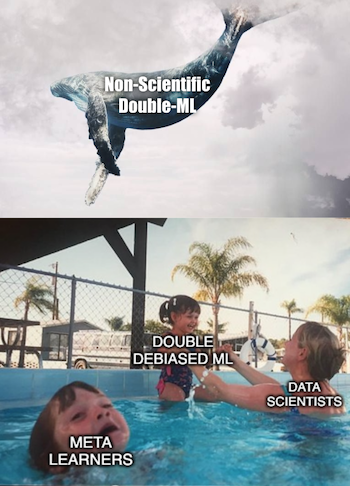 Non-Scientific
Double-ML
DOUBLE
DEBIASED ML
DATA
SCIENTISTS
META
LEARNERS